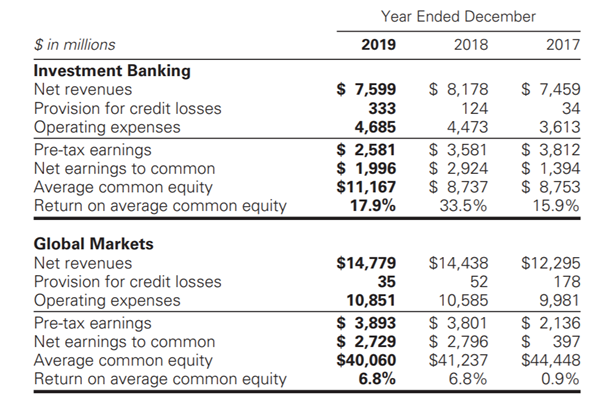 Year Ended December
$ in millions 2019 2018 2017
Investment Banking
Net revenues $ 7,599 $ 8,178 $ 7,459
Provision for credit losses 333 124 34
Operating expenses 4,685 4,473 3,613
Pre-tax earnings $ 2,581 $ 3,581 $ 3,812
Net earnings to common $ 1,996 $ 2,924 $ 1,394
Average common equity $11,167 $ 8,737 $ 8,753
Return on average common equity 17.9% 33.5% 15.9%
Global Markets
Net revenues $14,779 $14,438 $12,295
Provision for credit losses 35 52 178
Operating expenses 10,851 10,585 9,981
Pre-tax earnings $ 3,893 $ 3,801 $ 2,136
Net earnings to common $ 2,729 $ 2,796 $ 397
Average common equity $40,060 $41,237 $44,448
Return on average common equity 6.8% 6.8% 0.9%